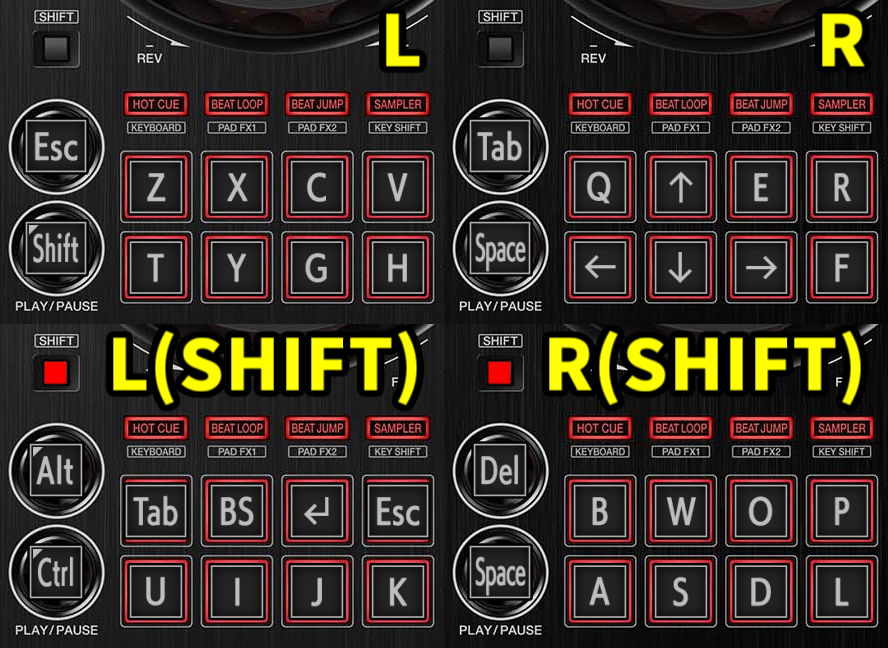 SHIFT
L
REV
HOT CUE BEAT LOOP BEAT JUMP SAMPLER
KEYBOARD PAD FX1 PAD FX2 KEY SHIFT
Esc
Z X C V
Shift
T Y G H
PLAY/PAUSE
SHIFT
R
REV
HOT CUE BEAT LOOP BEAT JUMP SAMPLER
KEYBOARD PAD FX1 PAD FX2 KEY SHIFT
Tab
Q ↑ E R
Space
← ↓ → F
PLAY/PAUSE
SHIFT
L(SHIFT)
HOT CUE BEAT LOOP BEAT JUMP SAMPLER
KEYBOARD PAD FX1 PAD FX2 KEY SHIFT
Alt
Tab BS ↵ Esc
Ctrl
U I J K
PLAY/PAUSE
SHIFT
R(SHIFT)
HOT CUE BEAT LOOP BEAT JUMP SAMPLER
KEYBOARD PAD FX1 PAD FX2 KEY SHIFT
Del
B W O P
Space
A S D L
PLAY/PAUSE